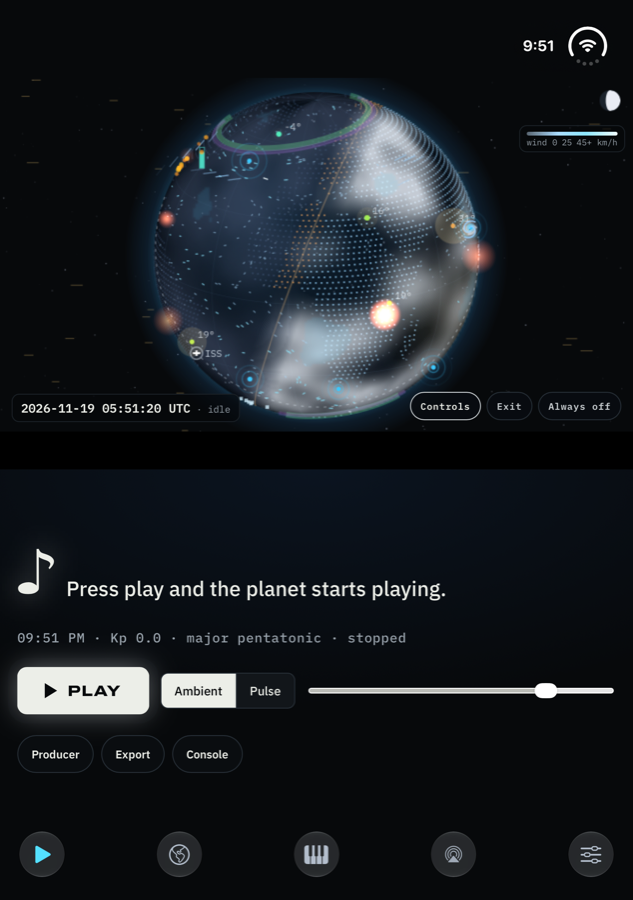 9:51
wind 0 25 45+ km/h
-4°
19°
ISS
2026-11-19 05:51:20 UTC · idle
Controls
Exit
Always off
Press play and the planet starts playing.
09:51 PM · Kp 0.0 · major pentatonic · stopped
PLAY
Ambient
Pulse
Producer
Export
Console